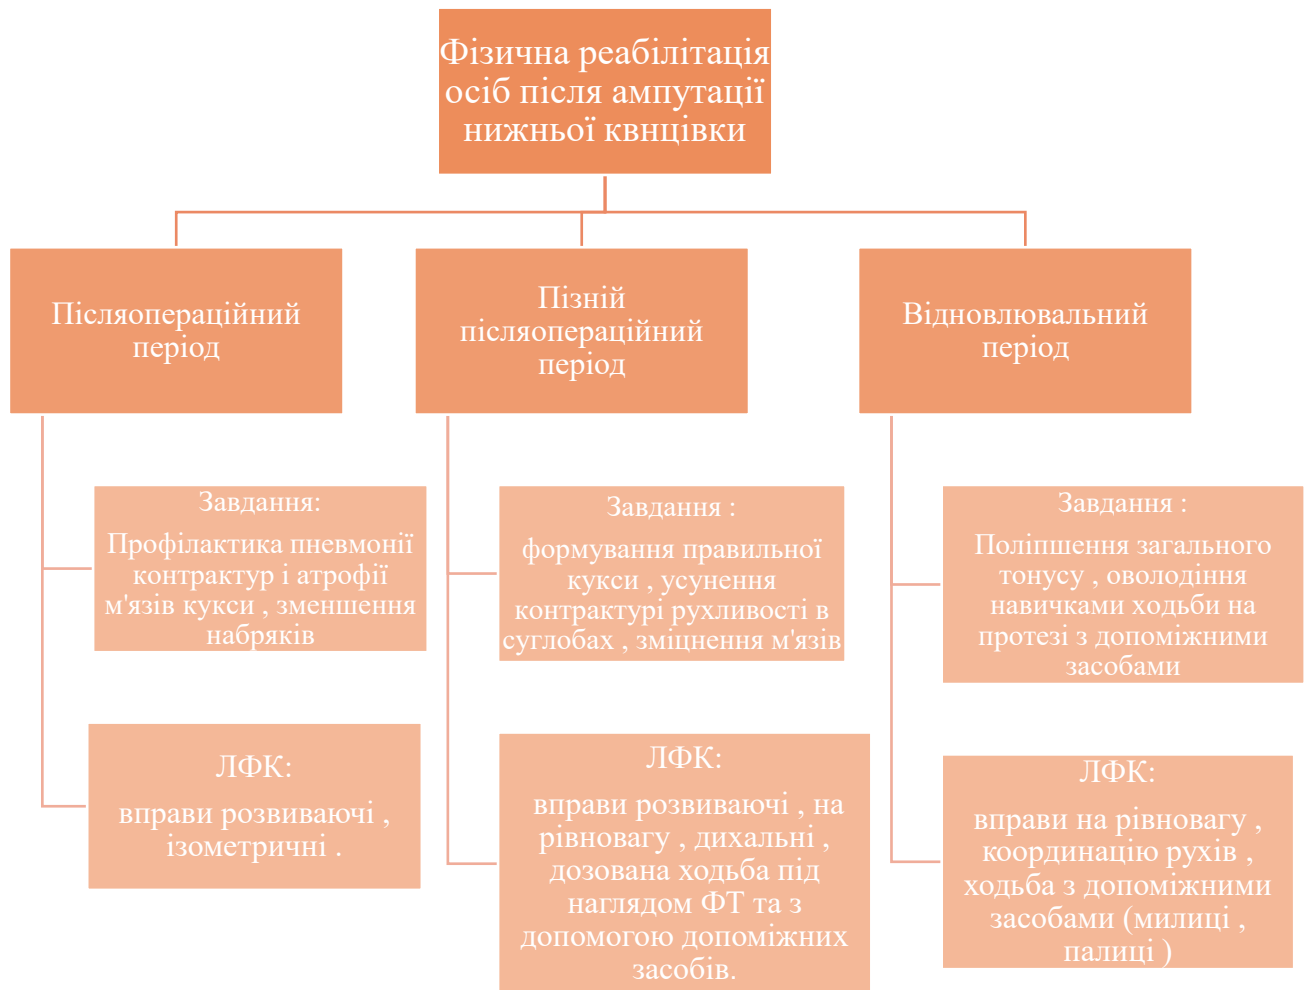 Фізична реабілітація
осіб після ампутації
нижньої квнцівки
Післяопераційний
період
Пізній
післяопераційний
період
Відновлювальний
період
Завдання:
Профілактика пневмонії
контрактур і атрофії
м'язів кукси , зменшення
набряків
Завдання :
формування правильної
кукси , усунення
контрактурі рухливості в
суглобах , зміцнення м'язів
Завдання :
Поліпшення загального
тонусу , оволодіння
навичками ходьби на
протезі з допоміжними
засобами
ЛФК:
вправи розвиваючі ,
ізометричні .
ЛФК:
вправи розвиваючі , на
рівновагу , дихальні ,
дозована ходьба під
наглядом ФТ та з
допомогою допоміжних
засобів.
ЛФК:
вправи на рівновагу ,
координацію рухів ,
ходьба з допоміжними
засобами (милиці ,
палиці )